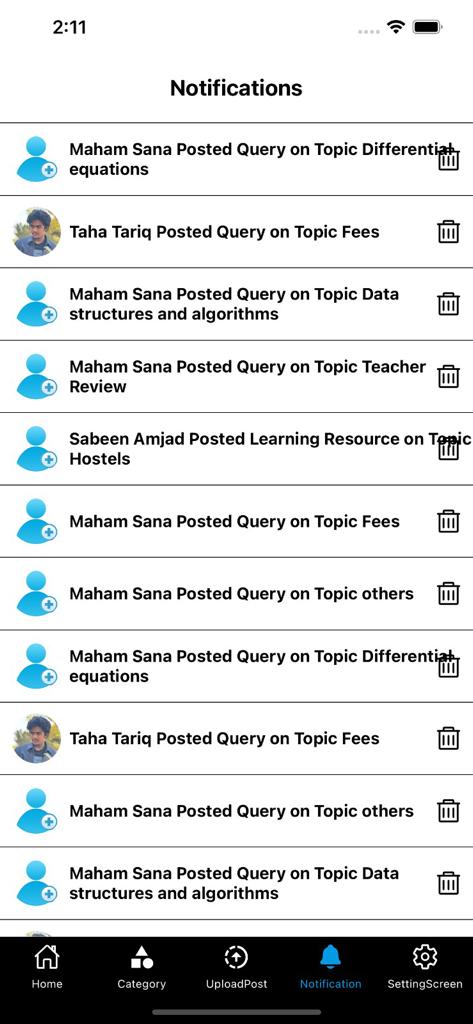 2:11
Notifications
Maham Sana Posted Query on Topic Differential
equations
Taha Tariq Posted Query on Topic Fees
Maham Sana Posted Query on Topic Data
structures and algorithms
Maham Sana Posted Query on Topic Teacher
Review
Sabeen Amjad Posted Learning Resource on Topic
Hostels
Maham Sana Posted Query on Topic Fees
Maham Sana Posted Query on Topic others
Maham Sana Posted Query on Topic Differential
equations
Taha Tariq Posted Query on Topic Fees
Maham Sana Posted Query on Topic others
Maham Sana Posted Query on Topic Data
structures and algorithms
Home
Category
UploadPost
Notification
SettingScreen